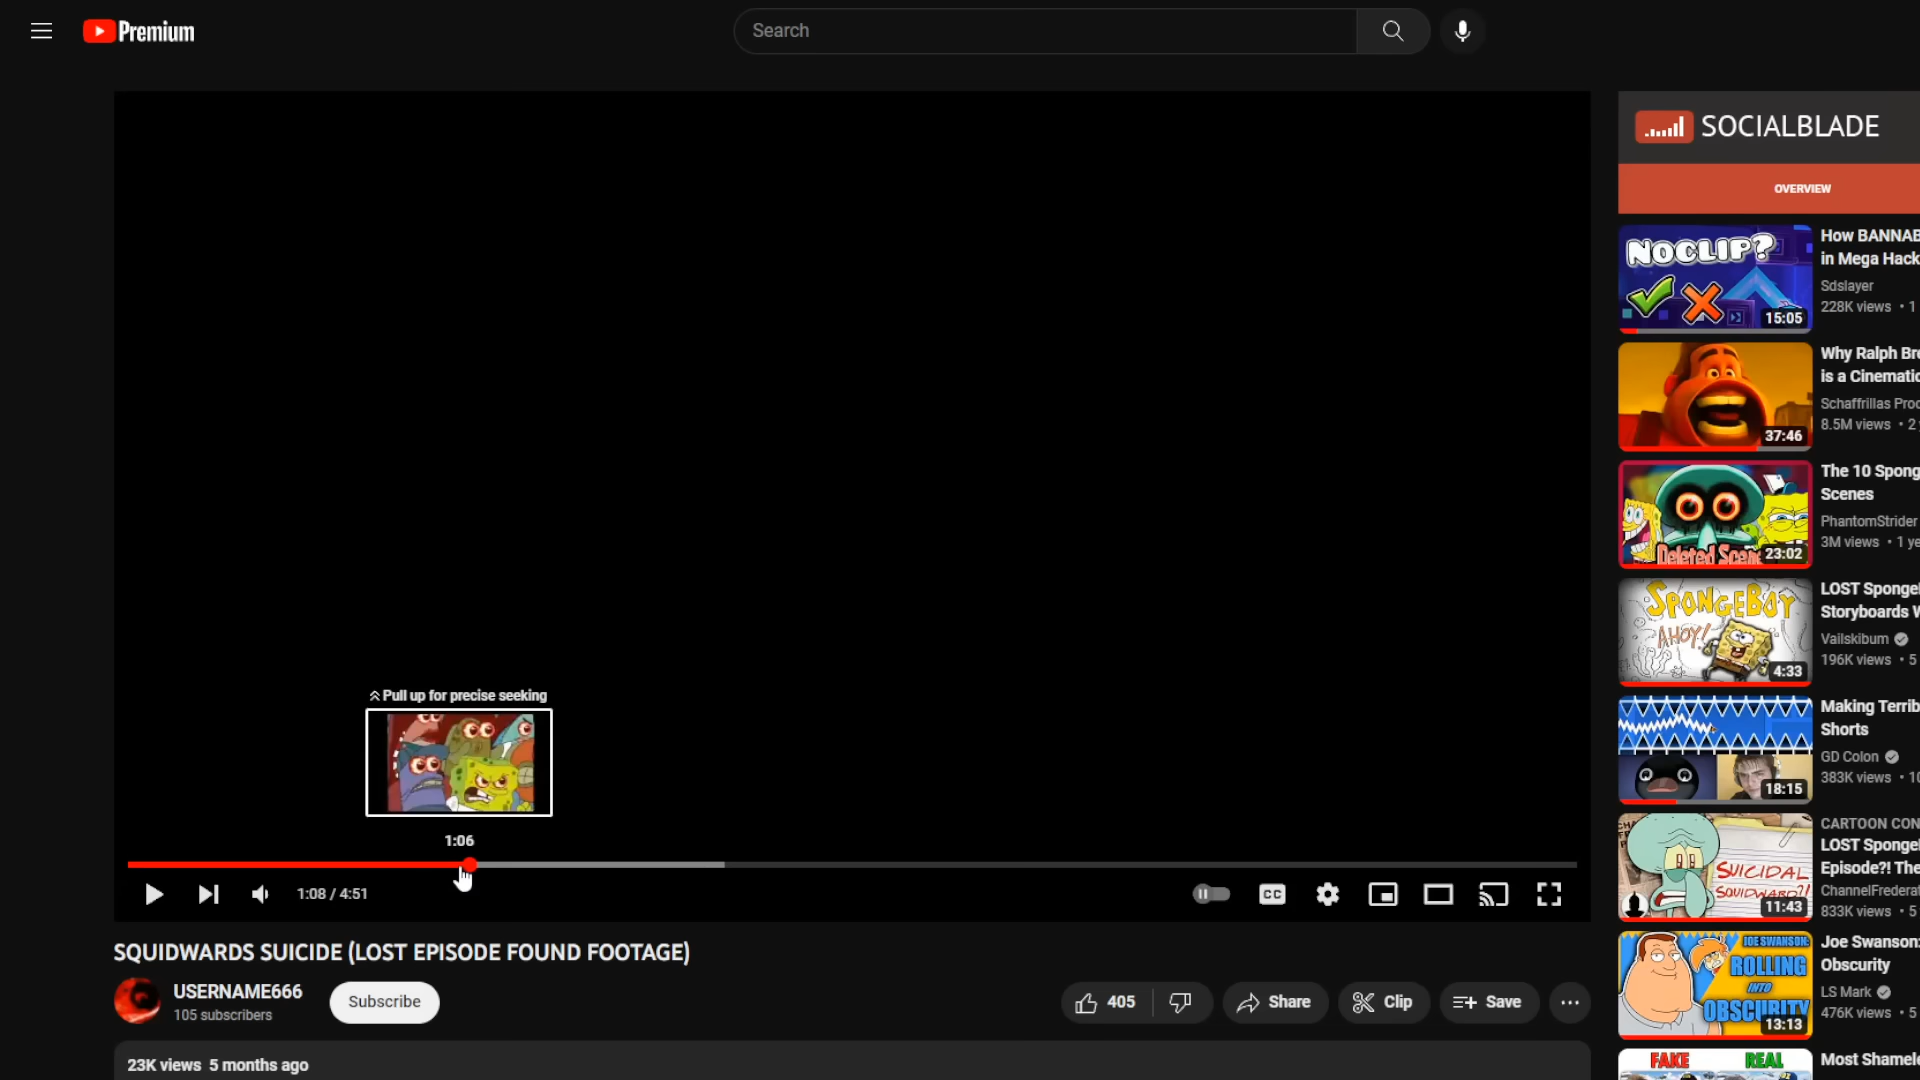 Premium
Search
SOCIALBLADE
OVERVIEW
NOCLIP?
15:05
How BANNAB
in Mega Hack
Sdslayer
228K views • 1
37:46
Why Ralph Bre
is a Cinematic
Schaffrillas Proc
8.5M views • 2
Deleted Scen
23:02
The 10 Spong
Scenes
PhantomStrider
3M views • 1 ye
SPONGEBOY
AHOY!
4:33
LOST Sponge
Storyboards W
Vailskibum
196K views • 5
18:15
Making Terrib
Shorts
GD Colon
383K views • 10
SUICIDAL
SQUIDWARD?!
11:43
CARTOON CON
LOST Sponge
Episode?! The
ChannelFrederat
833K views • 5
JOE SWANSON:
ROLLING
INTO
OBSCURITY
13:13
Joe Swanson:
Obscurity
LS Mark
476K views • 5
FAKE REAL
Most Shamele
Pull up for precise seeking
1:06
1:08 / 4:51
CC
SQUIDWARDS SUICIDE (LOST EPISODE FOUND FOOTAGE)
USERNAME666
105 subscribers
Subscribe
405
Share
Clip
Save
23K views 5 months ago